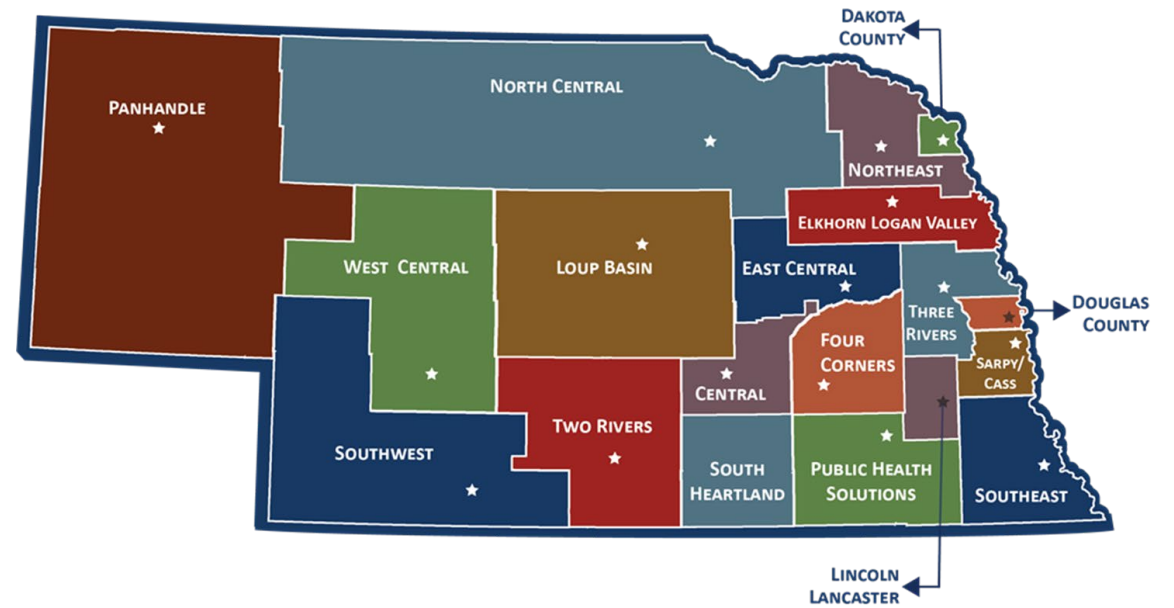 DAKOTA
COUNTY
NORTH CENTRAL
PANHANDLE
NORTHEAST
ELKHORN LOGAN VALLEY
WEST CENTRAL
LOUP BASIN
EAST CENTRAL
DOUGLAS
COUNTY
THREE
RIVERS
FOUR
CORNERS
SARPY/
CASS
CENTRAL
TWO RIVERS
SOUTHWEST
SOUTH
HEARTLAND
PUBLIC HEALTH
SOLUTIONS
SOUTHEAST
LINCOLN
LANCASTER